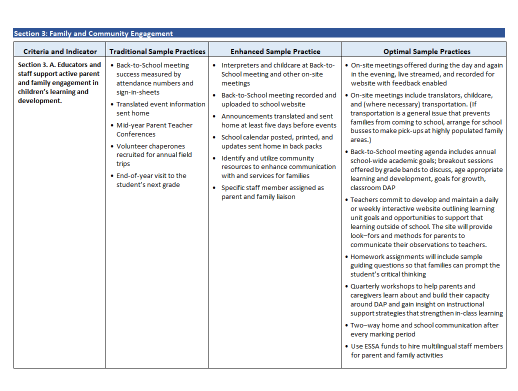 Section 3: Family and Community Engagement
Criteria and Indicator
Traditional Sample Practices
Enhanced Sample Practice
Optimal Sample Practices
Section 3. A. Educators and
staff support active parent
and family engagement in
children's learning and
development.
• Back-to-School meeting
success measured by
attendance numbers and
sign-in-sheets
• Translated event information
sent home
• Mid-year Parent Teacher
Conferences
• Volunteer chaperones
recruited for annual field
trips
• End-of-year visit to the
student's next grade
• Interpreters and childcare at Back-to-
School meeting and other on-site
meetings
• Back-to-School meeting recorded and
uploaded to school website
• Announcements translated and sent
home at least five days before events
• School calendar posted, printed, and
updates sent home in back packs
• Identify and utilize community
resources to enhance communication
with and services for families
• Specific staff member assigned as
parent and family liaison
• On-site meetings offered during the day and again
in the evening, live streamed, and recorded for
website with feedback enabled
• On-site meetings include translators, childcare,
and (where necessary) transportation. (If
transportation is a general issue that prevents
families from coming to school, arrange for school
busses to make pick-ups at highly populated family
areas.)
• Back-to-School meeting agenda includes annual
school-wide academic goals; breakout sessions
offered by grade bands to discuss, age appropriate
learning and development, goals for growth,
classroom DAP
• Teachers commit to develop and maintain a daily
or weekly interactive website outlining learning
unit goals and opportunities to support that
learning outside of school. The site will provide
look-fors and methods for parents to
communicate their observations to teachers.
• Homework assignments will include sample
guiding questions so that families can prompt the
student's critical thinking
• Quarterly workshops to help parents and
caregivers learn about and build their capacity
around DAP and gain insight on instructional
support strategies that strengthen in-class learning
• Two-way home and school communication after
every marking period
• Use ESSA funds to hire multilingual staff members
for parent and family activities